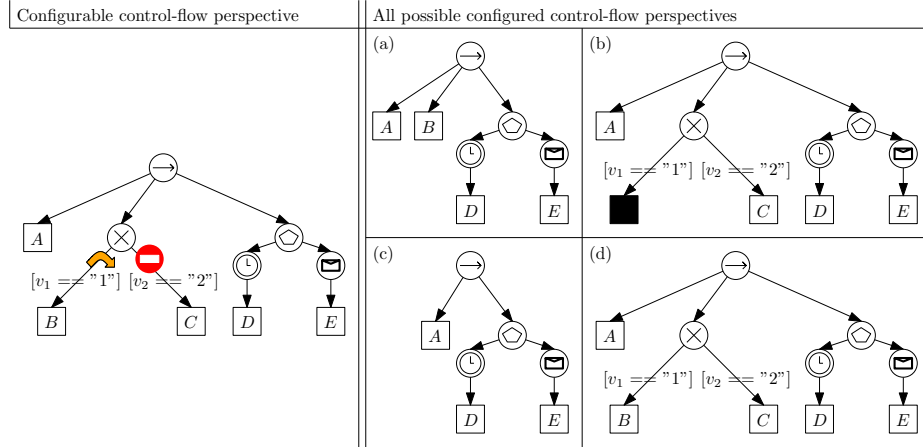 Configurable control-flow perspective
All possible configured control-flow perspectives
A
[v₁ == "1"] [v₂ == "2"]
B C D E
(a)
A B
D E
(b)
A
[v₁ == "1"] [v₂ == "2"]
C D E
(c)
A
D E
(d)
A
[v₁ == "1"] [v₂ == "2"]
B C D E